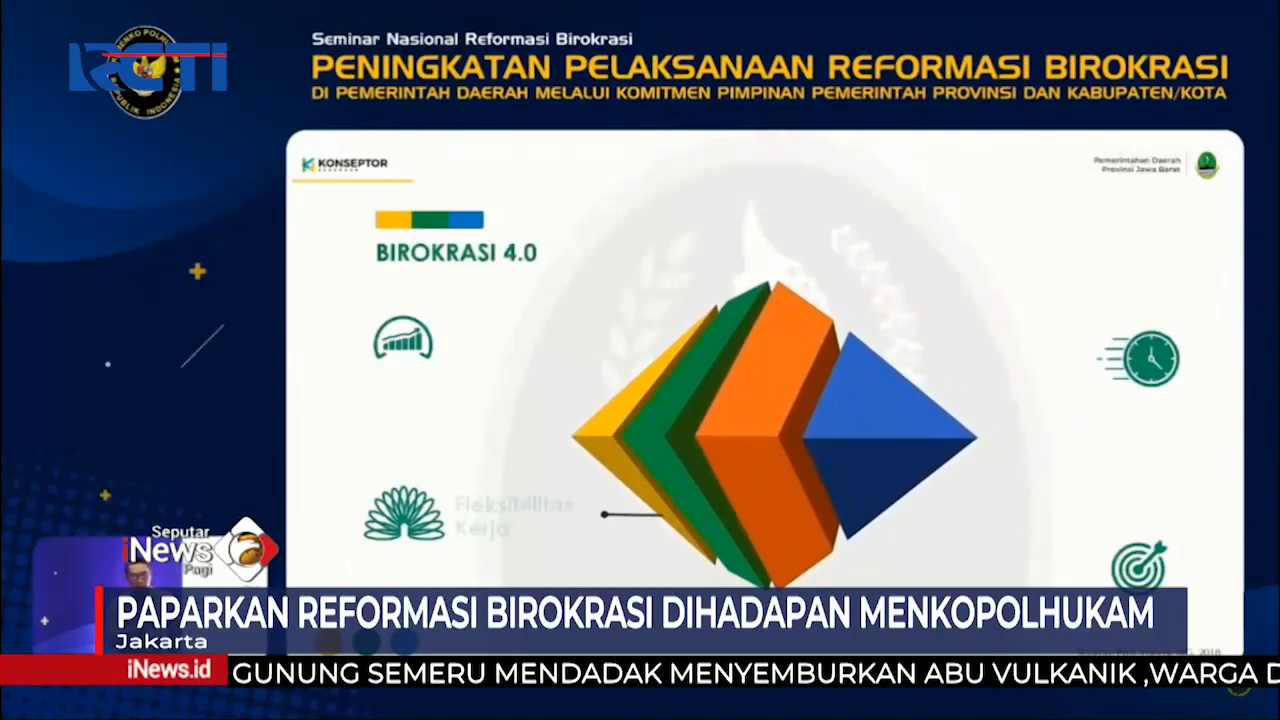 RCTI
Seminar Nasional Reformasi Birokrasi
PENINGKATAN PELAKSANAAN REFORMASI BIROKRASI
DI PEMERINTAH DAERAH MELALUI KOMITMEN PIMPINAN PEMERINTAH PROVINSI DAN KABUPATEN/KOTA
KONSEPTOR
Pemerintahan Daerah
Provinsi Jawa Barat
BIROKRASI 4.0
Fleksibilitas
Kerja
Seputar
iNews
Pagi
PAPARKAN REFORMASI BIROKRASI DIHADAPAN MENKOPOLHUKAM
Jakarta
iNews.id
GUNUNG SEMERU MENDADAK MENYEMBURKAN ABU VULKANIK ,WARGA D